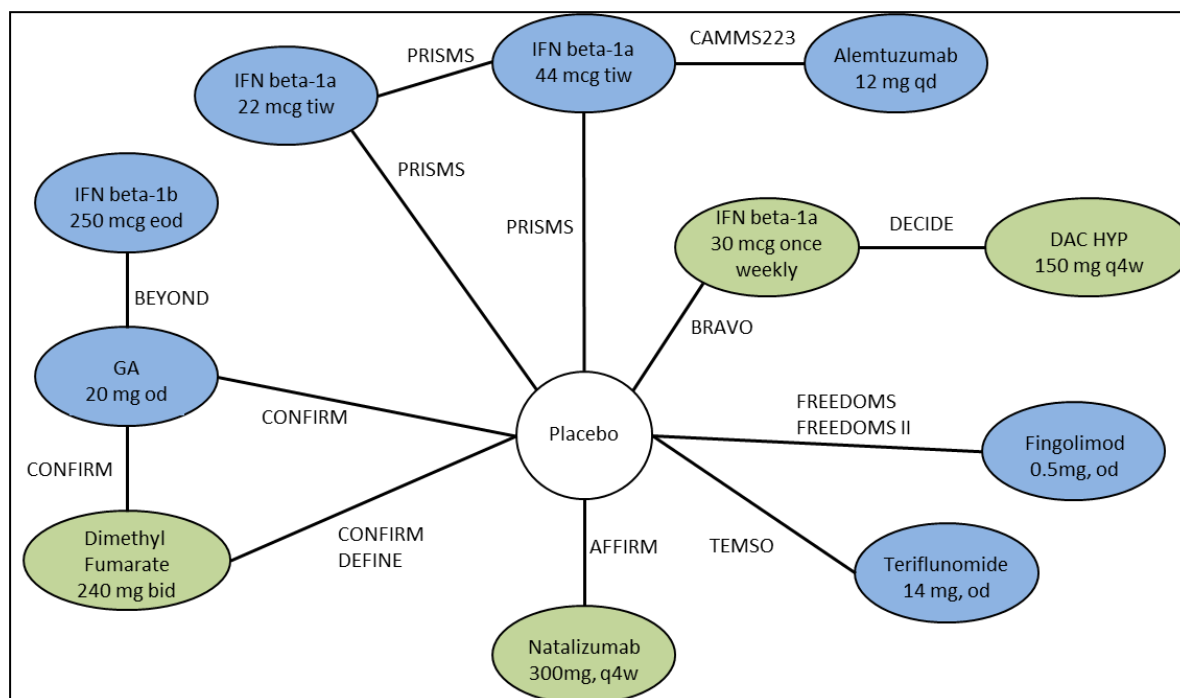 CAMMS223
PRISMS
IFN beta-1a
44 mcg tiw
Alemtuzumab
12 mg qd
IFN beta-1a
22 mcg tiw
PRISMS
IFN beta-1b
250 mcg eod
PRISMS
IFN beta-1a
30 mcg once
weekly
DECIDE
DAC HYP
150 mg q4w
BEYOND
BRAVO
GA
20 mg od
CONFIRM
Placebo
FREEDOMS
FREEDOMS II
Fingolimod
0.5mg, od
CONFIRM
Dimethyl
Fumarate
240 mg bid
CONFIRM
DEFINE
AFFIRM
TEMSO
Teriflunomide
14 mg, od
Natalizumab
300mg, q4w